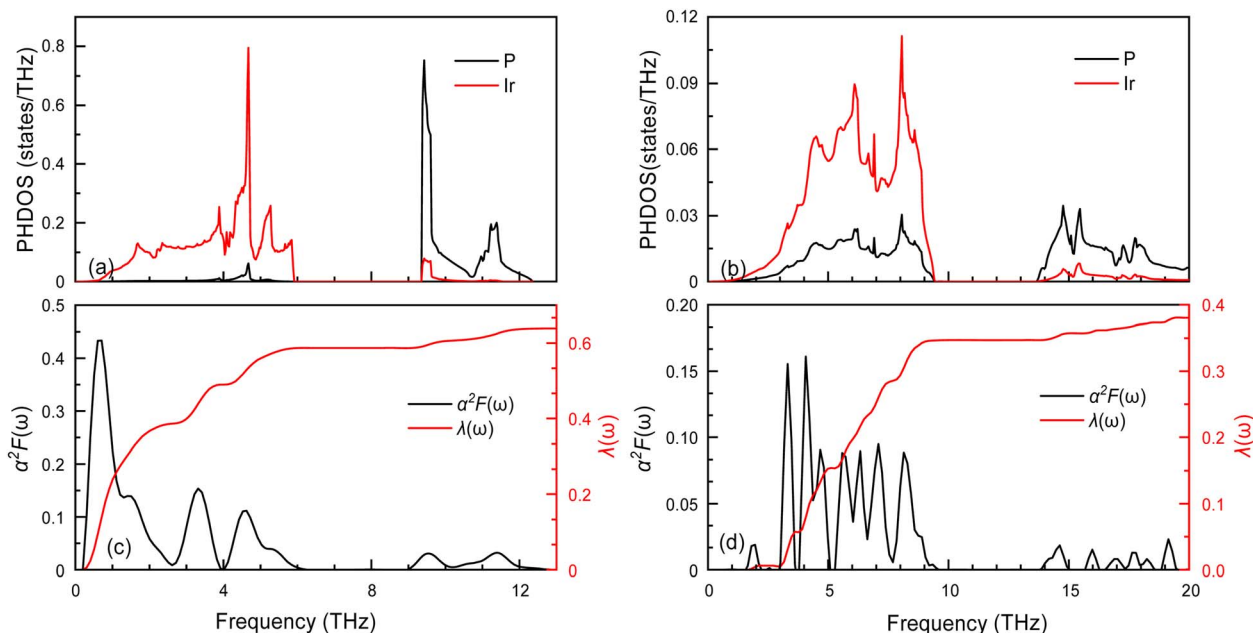 PHDOS (states/THz)
0.8
0.6
0.4
0.2
0
P
Ir
(a)
PHDOS(states/THz)
0.12
0.09
0.06
0.03
0
P
Ir
(b)
α²F(ω)
0.5
0.4
0.3
0.2
0.1
0
α²F(ω)
λ(ω)
(c)
0.6
0.4
0.2
0
λ(ω)
0 4 8 12
Frequency (THz)
α²F(ω)
0.20
0.15
0.10
0.05
0
α²F(ω)
λ(ω)
(d)
0.4
0.3
0.2
0.1
0.0
λ(ω)
0 5 10 15 20
Frequency (THz)